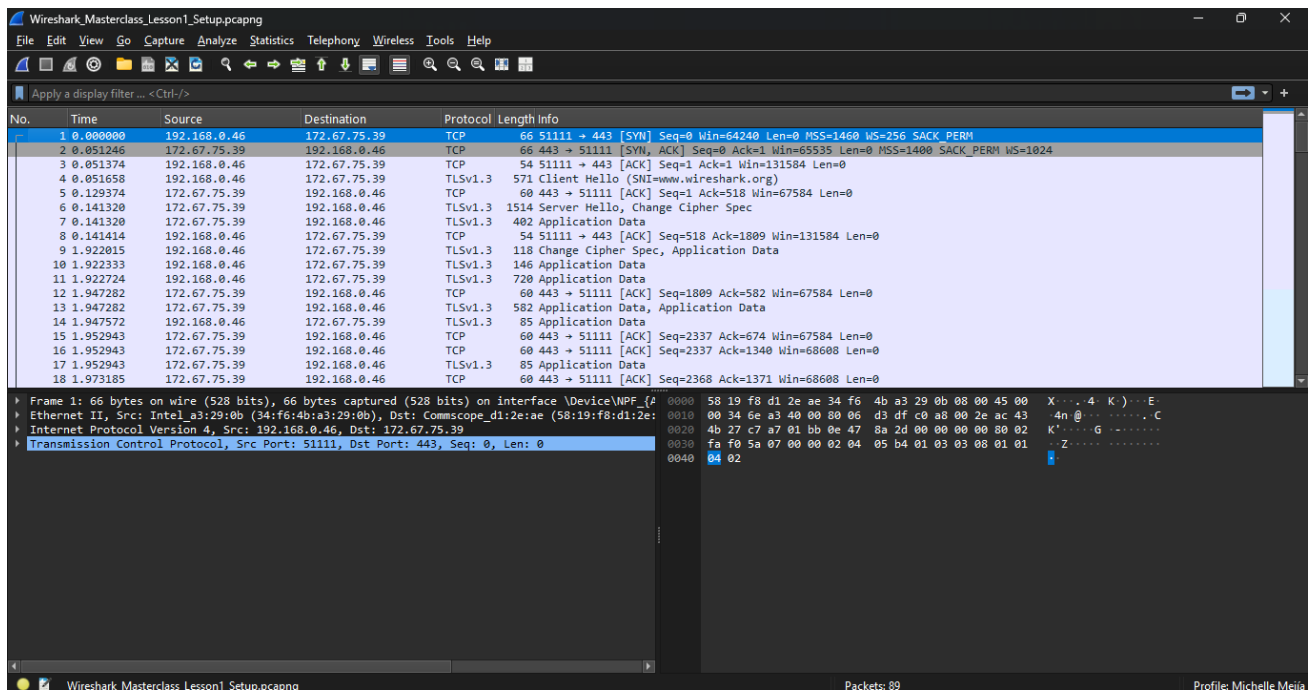 Wireshark_Masterclass_Lesson1_Setup.pcapng
File Edit View Go Capture Analyze Statistics Telephony Wireless Tools Help
Apply a display filter ... <Ctrl-/>
No. Time Source Destination Protocol Length Info
1 0.000000 192.168.0.46 172.67.75.39 TCP 66 51111 → 443 [SYN] Seq=0 Win=64240 Len=0 MSS=1460 WS=256 SACK_PERM
2 0.051246 172.67.75.39 192.168.0.46 TCP 66 443 → 51111 [SYN, ACK] Seq=0 Ack=1 Win=65535 Len=0 MSS=1400 SACK_PERM WS=1024
3 0.051374 192.168.0.46 172.67.75.39 TCP 54 51111 → 443 [ACK] Seq=1 Ack=1 Win=131584 Len=0
4 0.051658 192.168.0.46 172.67.75.39 TLSv1.3 571 Client Hello (SNI=www.wireshark.org)
5 0.129374 172.67.75.39 192.168.0.46 TCP 60 443 → 51111 [ACK] Seq=1 Ack=518 Win=67584 Len=0
6 0.141320 172.67.75.39 192.168.0.46 TLSv1.3 1514 Server Hello, Change Cipher Spec
7 0.141320 172.67.75.39 192.168.0.46 TLSv1.3 402 Application Data
8 0.141414 192.168.0.46 172.67.75.39 TCP 54 51111 → 443 [ACK] Seq=518 Ack=1809 Win=131584 Len=0
9 1.922015 192.168.0.46 172.67.75.39 TLSv1.3 118 Change Cipher Spec, Application Data
10 1.922333 192.168.0.46 172.67.75.39 TLSv1.3 146 Application Data
11 1.922724 192.168.0.46 172.67.75.39 TLSv1.3 720 Application Data
12 1.947282 172.67.75.39 192.168.0.46 TCP 60 443 → 51111 [ACK] Seq=1809 Ack=582 Win=67584 Len=0
13 1.947282 172.67.75.39 192.168.0.46 TLSv1.3 582 Application Data, Application Data
14 1.947572 192.168.0.46 172.67.75.39 TLSv1.3 85 Application Data
15 1.952943 172.67.75.39 192.168.0.46 TCP 60 443 → 51111 [ACK] Seq=2337 Ack=674 Win=67584 Len=0
16 1.952943 172.67.75.39 192.168.0.46 TCP 60 443 → 51111 [ACK] Seq=2337 Ack=1340 Win=68608 Len=0
17 1.952943 172.67.75.39 192.168.0.46 TLSv1.3 85 Application Data
18 1.973185 172.67.75.39 192.168.0.46 TCP 60 443 → 51111 [ACK] Seq=2368 Ack=1371 Win=68608 Len=0
Frame 1: 66 bytes on wire (528 bits), 66 bytes captured (528 bits) on interface \Device\NPF_{A
Ethernet II, Src: Intel_a3:29:0b (34:f6:4b:a3:29:0b), Dst: Commscope_d1:2e:ae (58:19:f8:d1:2e:
Internet Protocol Version 4, Src: 192.168.0.46, Dst: 172.67.75.39
Transmission Control Protocol, Src Port: 51111, Dst Port: 443, Seq: 0, Len: 0
0000 58 19 f8 d1 2e ae 34 f6 4b a3 29 0b 08 00 45 00 X·····.4· K·)···E·
0010 00 34 6e a3 40 00 80 06 d3 df c0 a8 00 2e ac 43 ·4n·@··· ·····.·C
0020 4b 27 c7 a7 01 bb 0e 47 8a 2d 00 00 00 00 80 02 K'·····G ·-······
0030 fa f0 5a 07 00 00 02 04 05 b4 01 03 03 08 01 01 ··Z····· ········
0040 04 02 ··
Wireshark_Masterclass_Lesson1_Setup.pcapng Packets: 89 Profile: Michelle Mejía